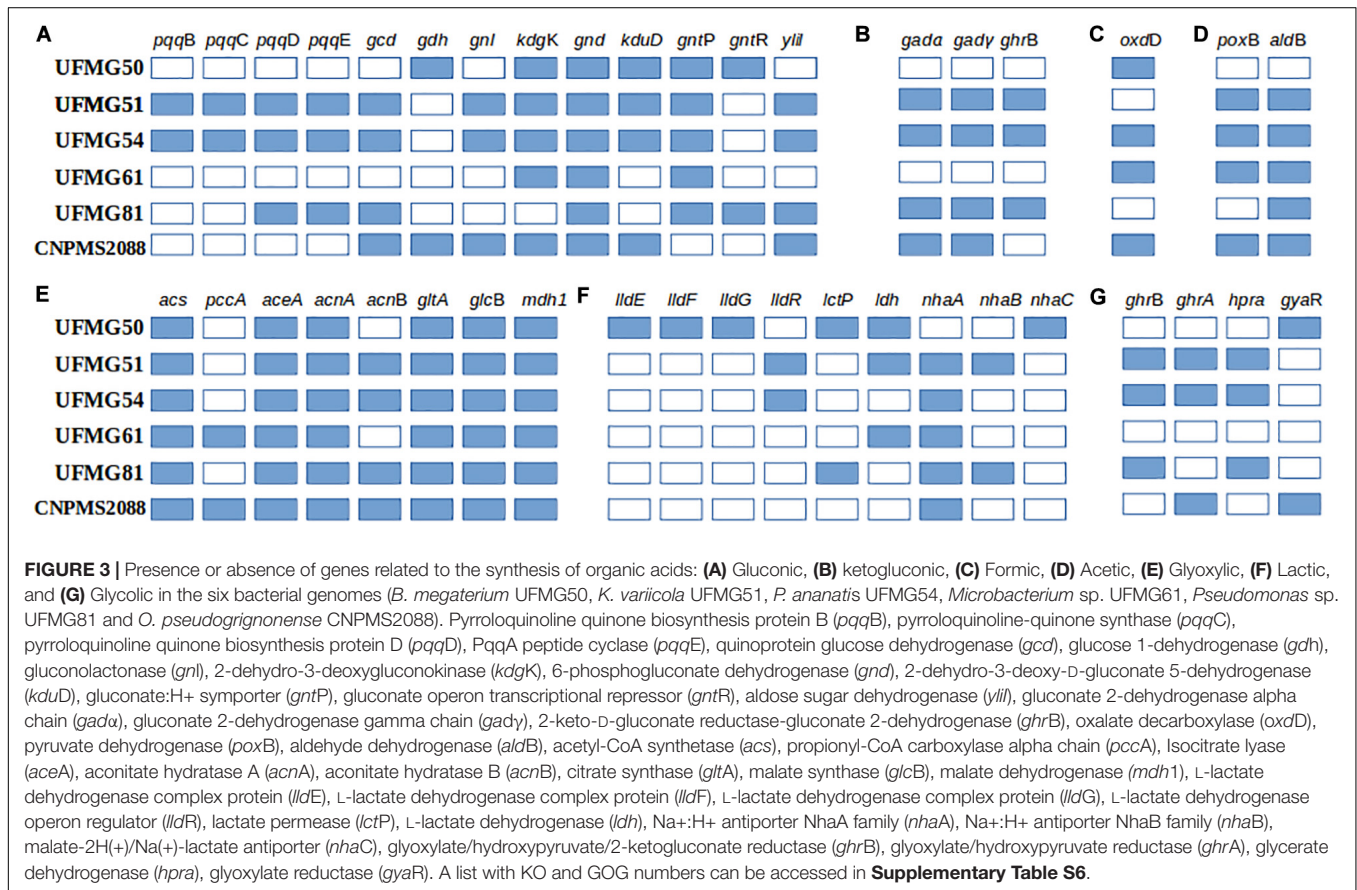 A
pqqB pqqC pqqD pqqE gcd gdh gnl kdgK gnd kduD gntP gntR yliI
B
gadα gadγ ghrB
C
oxdD
D
poxB aldB
UFMG50
UFMG51
UFMG54
UFMG61
UFMG81
CNPMS2088
E
acs pccA aceA acnA acnB gltA glcB mdh1
F
lldE lldF lldG lldR lctP ldh nhaA nhaB nhaC
G
ghrB ghrA hpra gyaR
UFMG50
UFMG51
UFMG54
UFMG61
UFMG81
CNPMS2088
FIGURE 3 | Presence or absence of genes related to the synthesis of organic acids: (A) Gluconic, (B) ketogluconic, (C) Formic, (D) Acetic, (E) Glyoxylic, (F) Lactic,
and (G) Glycolic in the six bacterial genomes (B. megaterium UFMG50, K. variicola UFMG51, P. ananatis UFMG54, Microbacterium sp. UFMG61, Pseudomonas sp.
UFMG81 and O. pseudogrignonense CNPMS2088). Pyrroloquinoline quinone biosynthesis protein B (pqqB), pyrroloquinoline-quinone synthase (pqqC),
pyrroloquinoline quinone biosynthesis protein D (pqqD), PqqA peptide cyclase (pqqE), quinoprotein glucose dehydrogenase (gcd), glucose 1-dehydrogenase (gdh),
gluconolactonase (gnl), 2-dehydro-3-deoxygluconokinase (kdgK), 6-phosphogluconate dehydrogenase (gnd), 2-dehydro-3-deoxy-D-gluconate 5-dehydrogenase
(kduD), gluconate:H+ symporter (gntP), gluconate operon transcriptional repressor (gntR), aldose sugar dehydrogenase (yliI), gluconate 2-dehydrogenase alpha
chain (gadα), gluconate 2-dehydrogenase gamma chain (gadγ), 2-keto-D-gluconate reductase-gluconate 2-dehydrogenase (ghrB), oxalate decarboxylase (oxdD),
pyruvate dehydrogenase (poxB), aldehyde dehydrogenase (aldB), acetyl-CoA synthetase (acs), propionyl-CoA carboxylase alpha chain (pccA), Isocitrate lyase
(aceA), aconitate hydratase A (acnA), aconitate hydratase B (acnB), citrate synthase (gltA), malate synthase (glcB), malate dehydrogenase (mdh1), L-lactate
dehydrogenase complex protein (lldE), L-lactate dehydrogenase complex protein (lldF), L-lactate dehydrogenase complex protein (lldG), L-lactate dehydrogenase
operon regulator (lldR), lactate permease (lctP), L-lactate dehydrogenase (ldh), Na+:H+ antiporter NhaA family (nhaA), Na+:H+ antiporter NhaB family (nhaB),
malate-2H(+)/Na(+)-lactate antiporter (nhaC), glyoxylate/hydroxypyruvate/2-ketogluconate reductase (ghrB), glyoxylate/hydroxypyruvate reductase (ghrA), glycerate
dehydrogenase (hpra), glyoxylate reductase (gyaR). A list with KO and GOG numbers can be accessed in Supplementary Table S6.